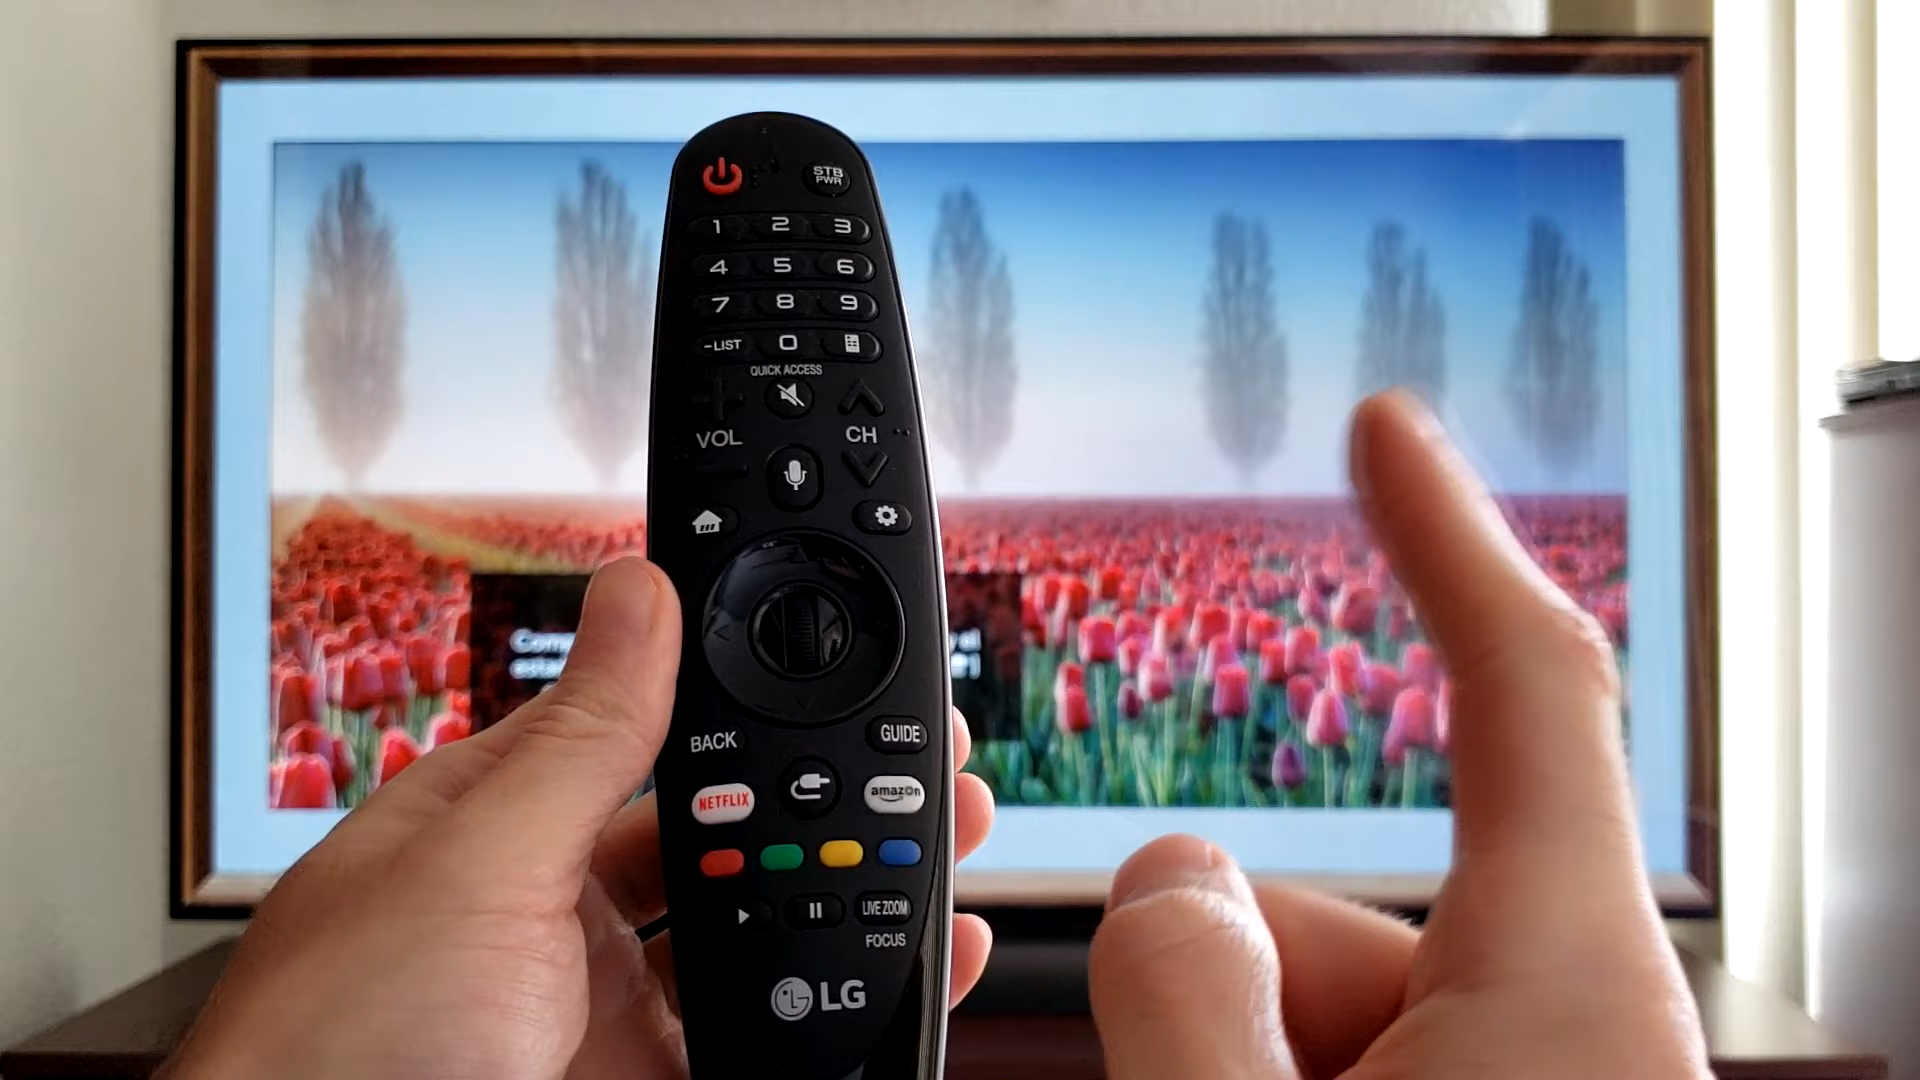 STB
PWR
1 2 3
4 5 6
7 8 9
-LIST 0
QUICK ACCESS
VOL CH
BACK GUIDE
NETFLIX amazon
LIVE ZOOM
FOCUS
LG